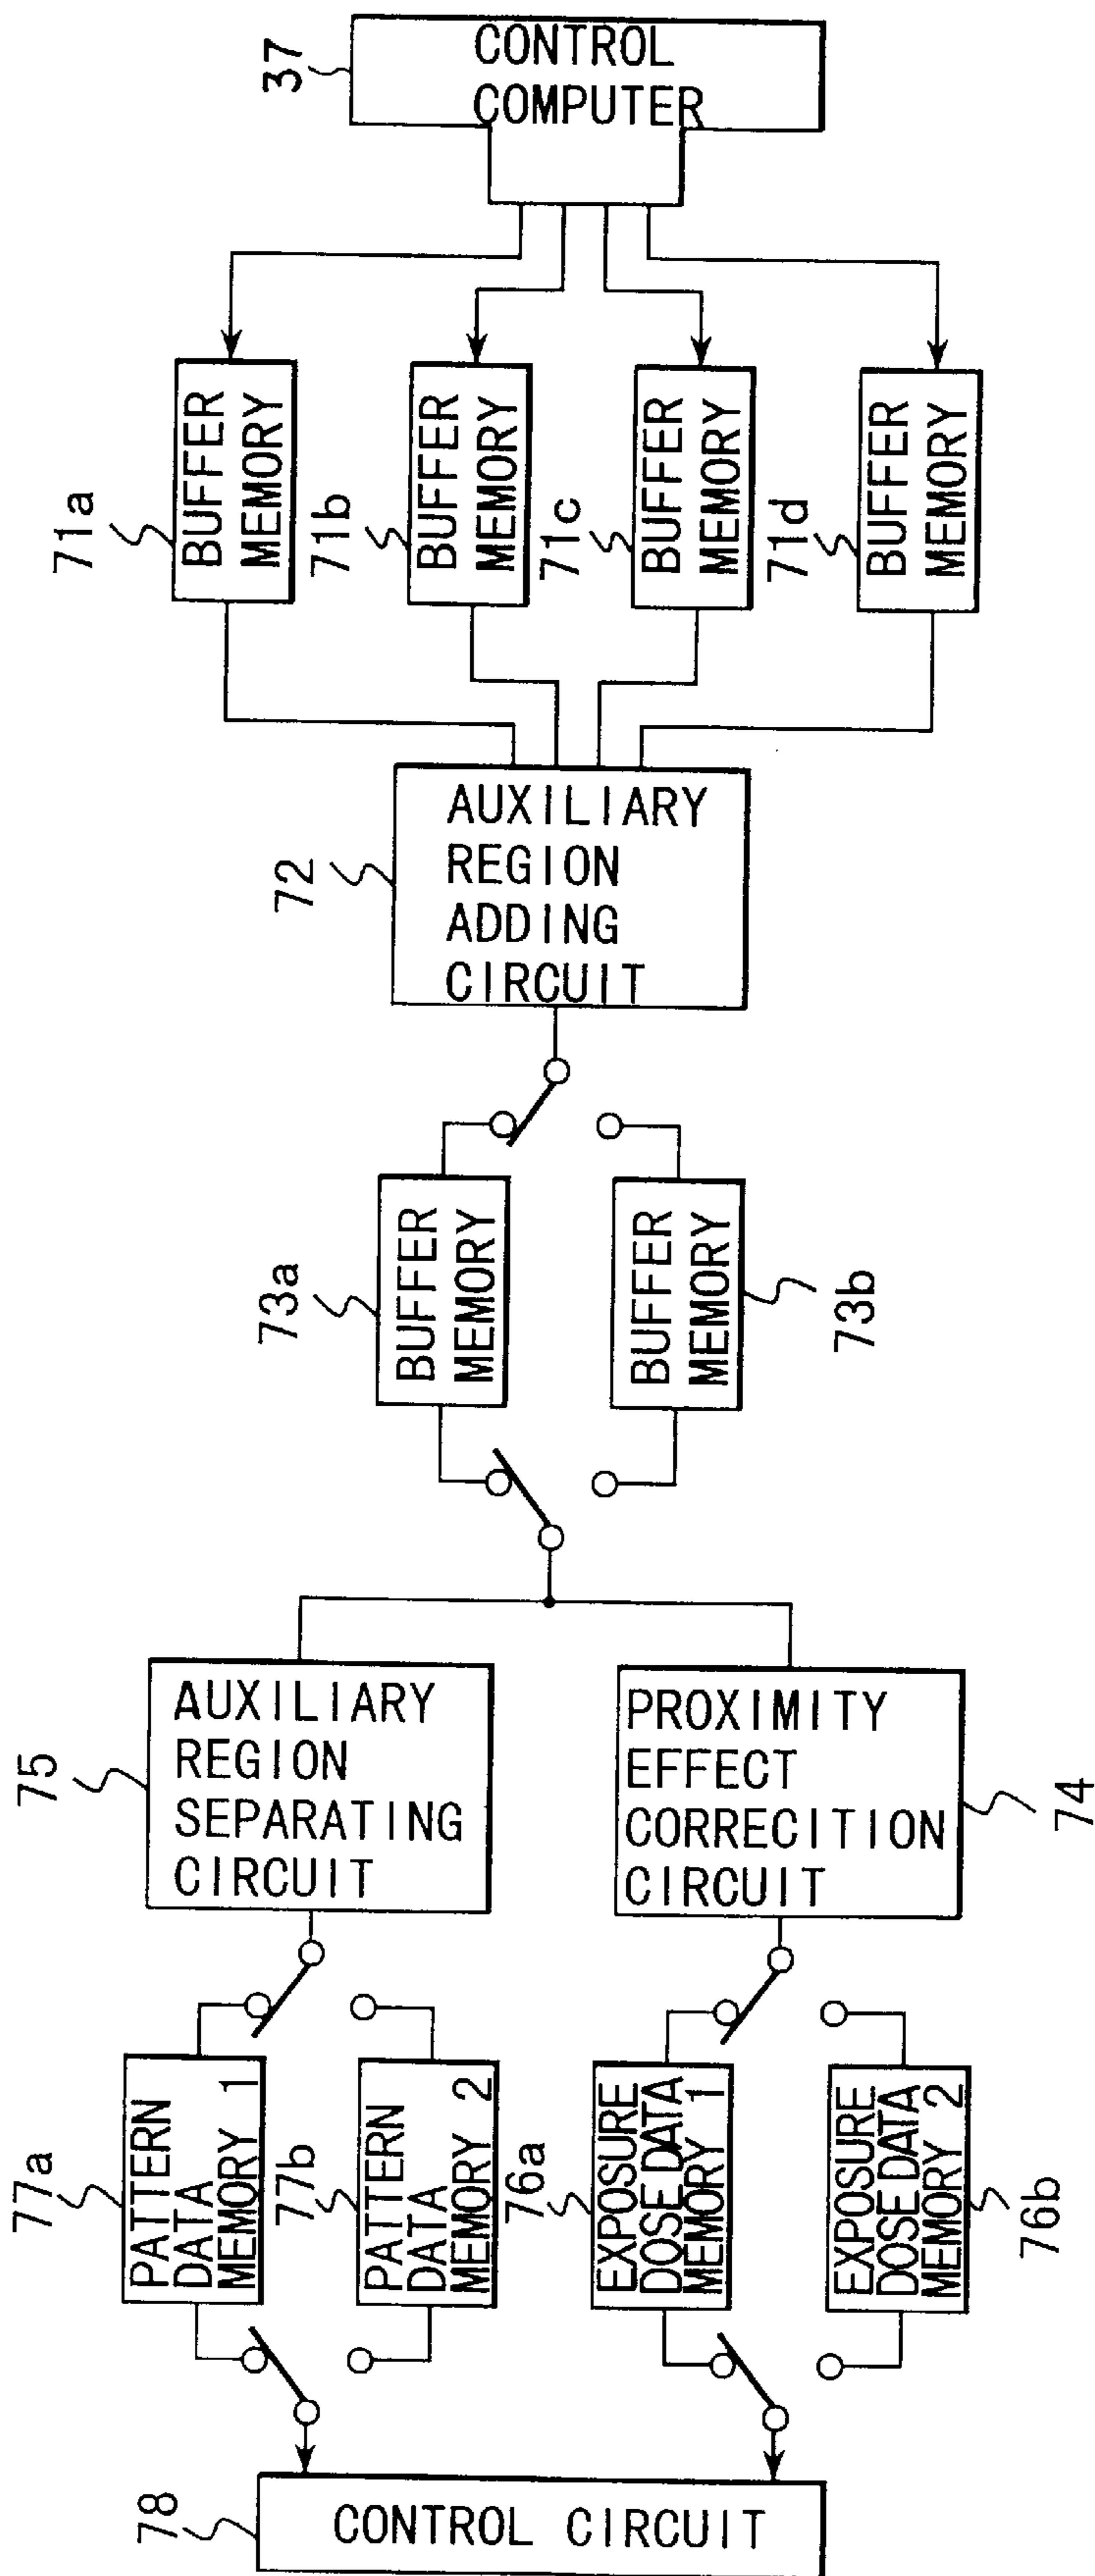 37
CONTROL
COMPUTER
71a
BUFFER
MEMORY
71b
BUFFER
MEMORY
71c
BUFFER
MEMORY
71d
BUFFER
MEMORY
72
AUXILIARY
REGION
ADDING
CIRCUIT
73a
BUFFER
MEMORY
BUFFER
MEMORY
73b
75
AUXILIARY
REGION
SEPARATING
CIRCUIT
PROXIMITY
EFFECT
CORRECITION
CIRCUIT
74
77a
PATTERN
DATA
MEMORY 1
77b
PATTERN
DATA
MEMORY 2
76a
EXPOSURE
DOSE DATA
MEMORY 1
EXPOSURE
DOSE DATA
MEMORY 2
76b
78
CONTROL CIRCUIT